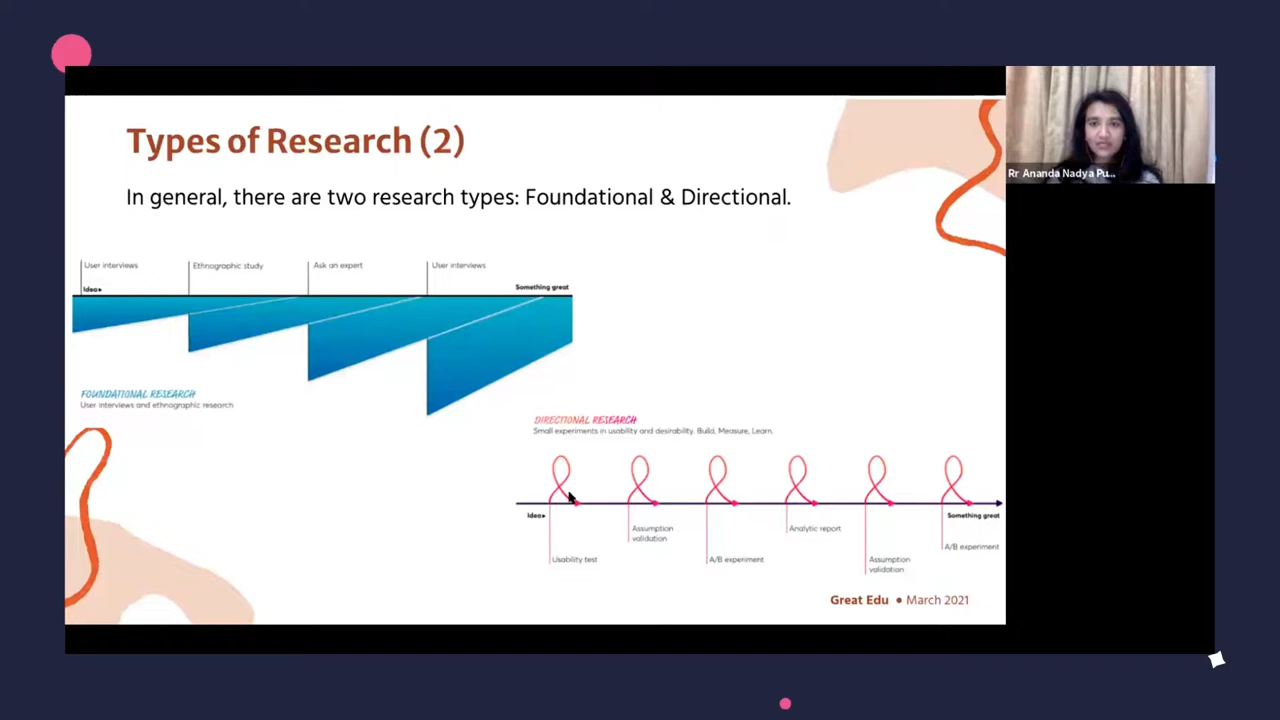 Types of Research (2)
In general, there are two research types: Foundational & Directional.
Rr Ananda Nadya Pu...
User interviews
Ethnographic study
Ask an expert
User interviews
Idea▸
Something great
FOUNDATIONAL RESEARCH
User interviews and ethnographic research
DIRECTIONAL RESEARCH
Small experiments in usability and desirability. Build, Measure, Learn.
Idea▸
Something great
Usability test
Assumption
validation
A/B experiment
Analytic report
Assumption
validation
A/B experiment
Great Edu • March 2021